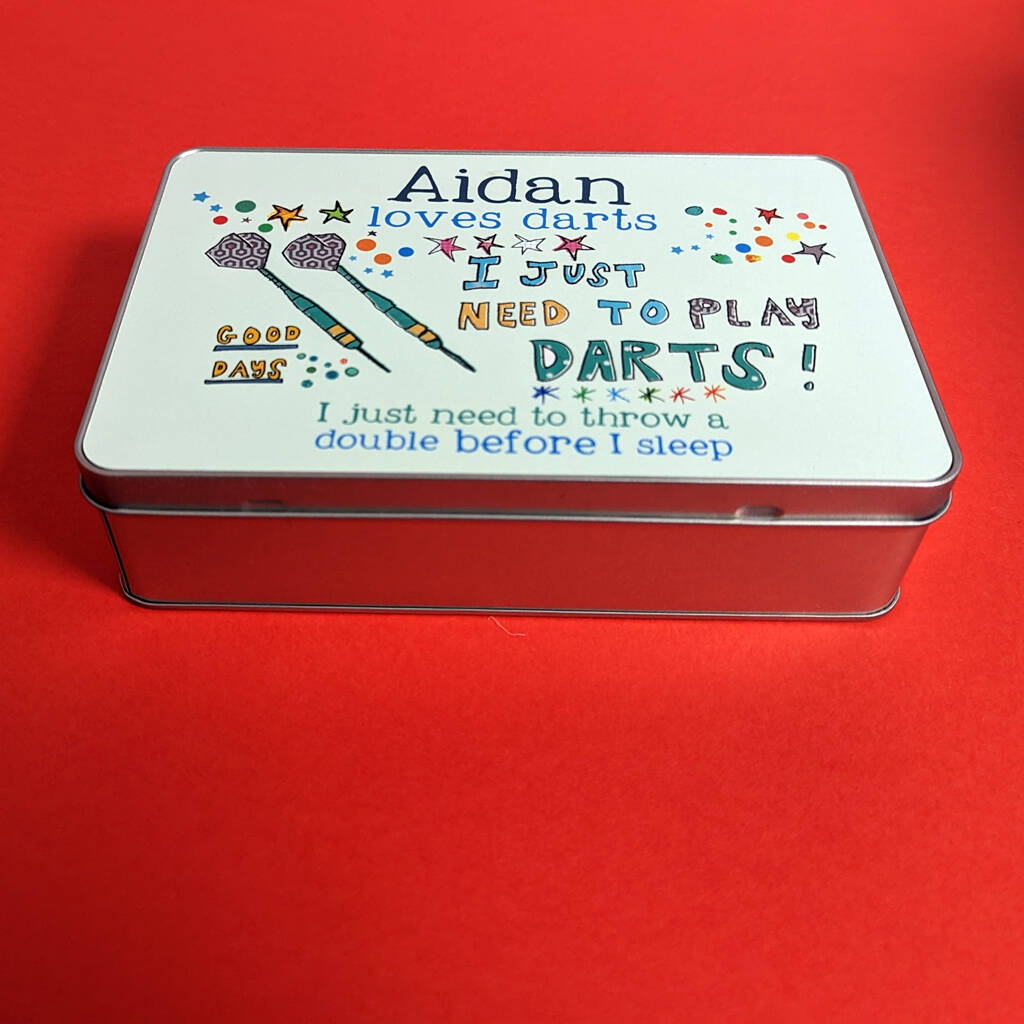 Aidan
loves darts
I JUST
NEED TO PLAY
DARTS!
GOOD
DAYS
I just need to throw a
double before I sleep